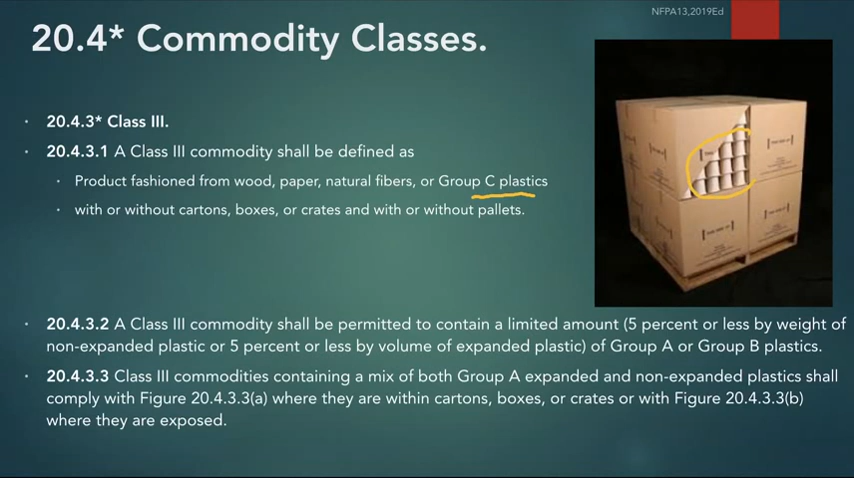 NFPA13,2019Ed
20.4* Commodity Classes.
20.4.3* Class III.
20.4.3.1 A Class III commodity shall be defined as
Product fashioned from wood, paper, natural fibers, or Group C plastics
with or without cartons, boxes, or crates and with or without pallets.
20.4.3.2 A Class III commodity shall be permitted to contain a limited amount (5 percent or less by weight of
non-expanded plastic or 5 percent or less by volume of expanded plastic) of Group A or Group B plastics.
20.4.3.3 Class III commodities containing a mix of both Group A expanded and non-expanded plastics shall
comply with Figure 20.4.3.3(a) where they are within cartons, boxes, or crates or with Figure 20.4.3.3(b)
where they are exposed.